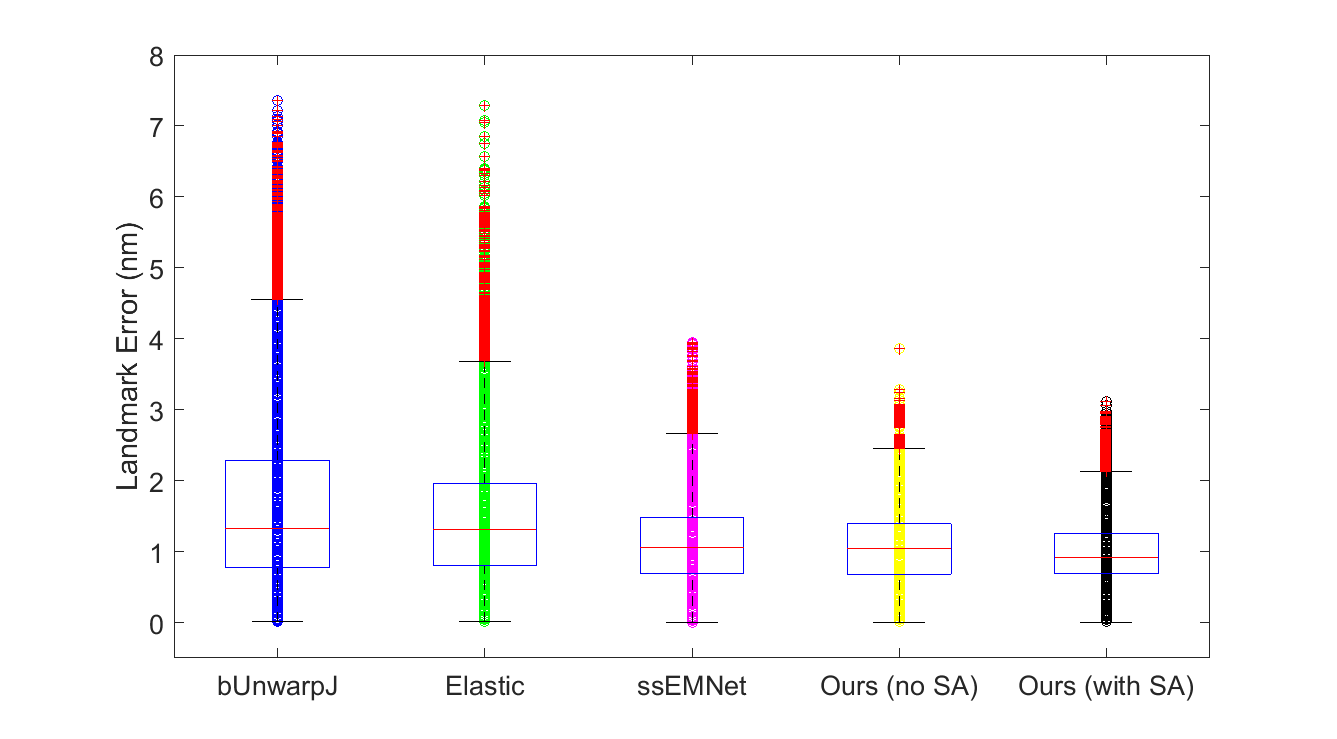 Landmark Error (nm)
8
7
6
5
4
3
2
1
0
bUnwarpJ
Elastic
ssEMNet
Ours (no SA)
Ours (with SA)